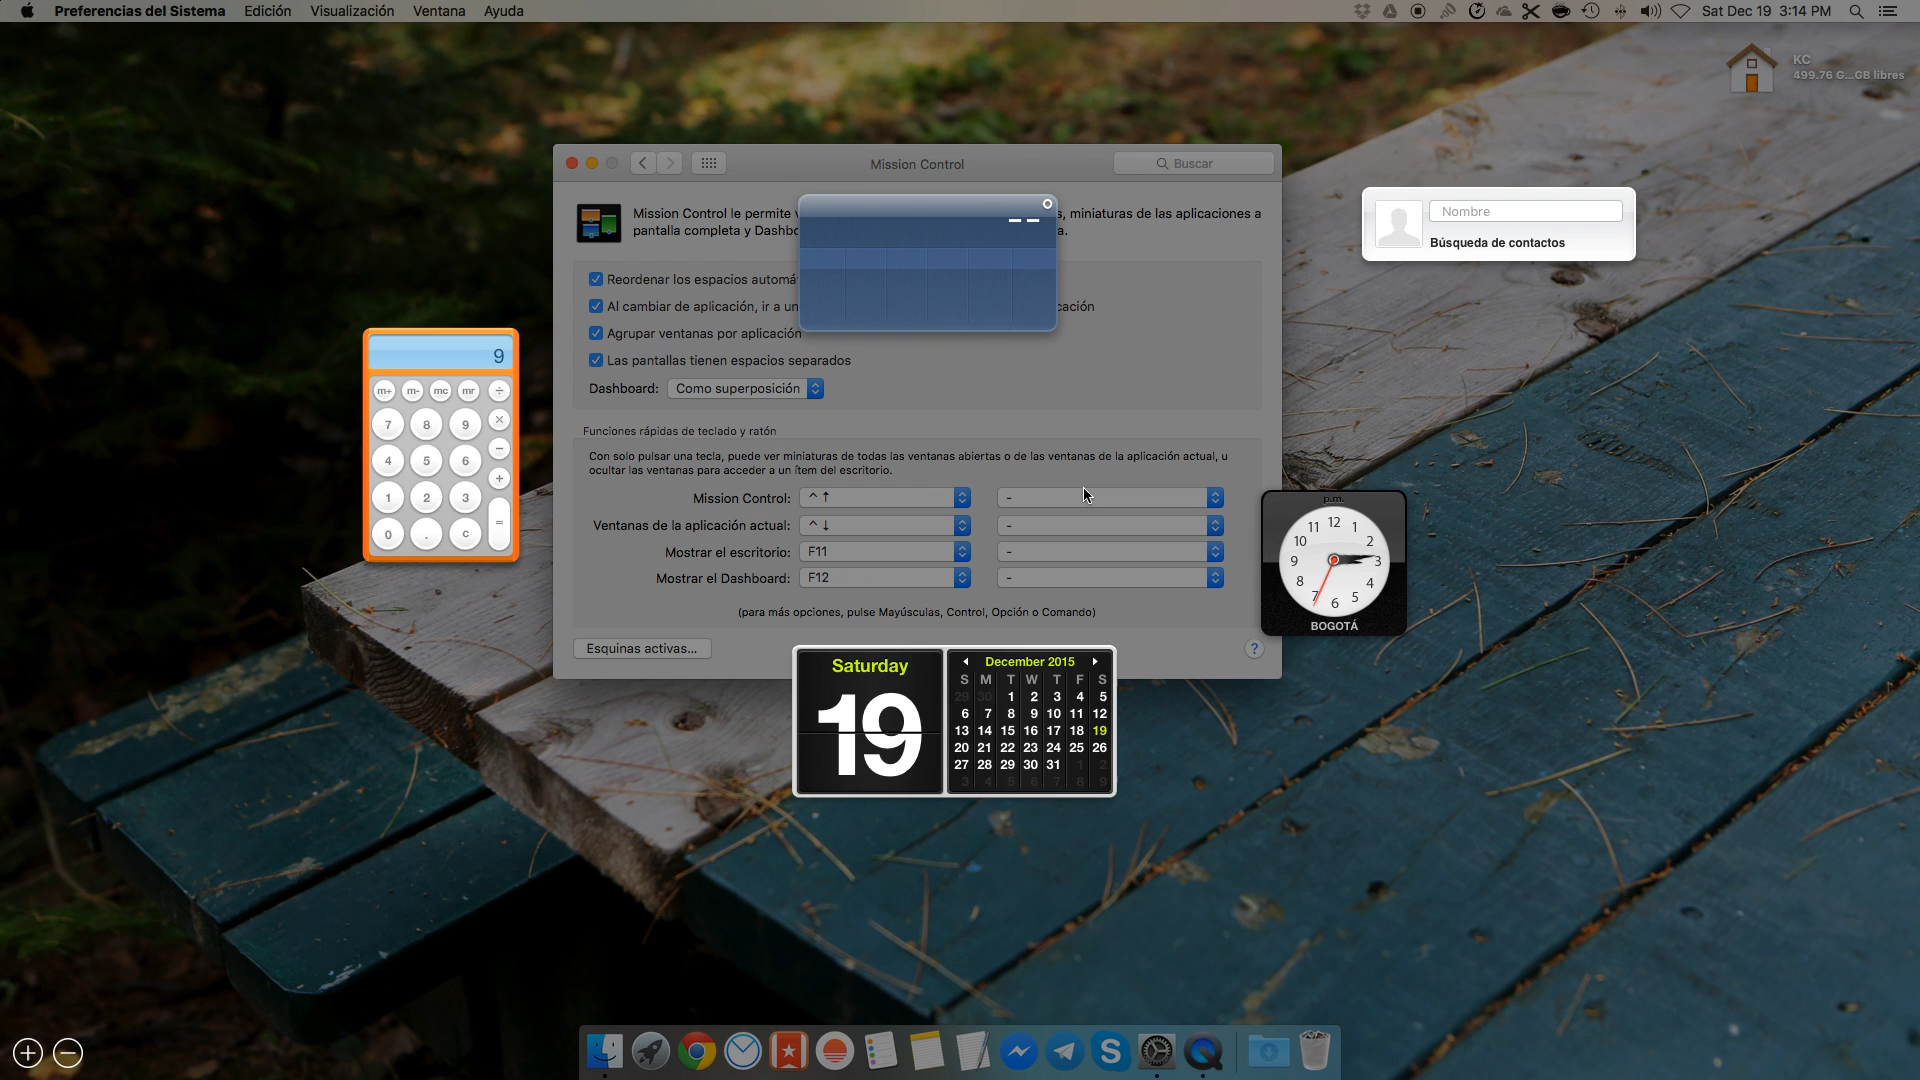 Preferencias del Sistema Edición Visualización Ventana Ayuda
Sat Dec 19 3:14 PM
KC
499.76 G...GB libres
Mission Control
Buscar
Mission Control le permite v
s, miniaturas de las aplicaciones a
pantalla completa y Dashbo
a.
Nombre
Búsqueda de contactos
Reordenar los espacios automá
Al cambiar de aplicación, ir a un
cación
Agrupar ventanas por aplicación
Las pantallas tienen espacios separados
Dashboard: Como superposición
Funciones rápidas de teclado y ratón
Con solo pulsar una tecla, puede ver miniaturas de todas las ventanas abiertas o de las ventanas de la aplicación actual, u
ocultar las ventanas para acceder a un ítem del escritorio.
Mission Control: ^ ↑ -
Ventanas de la aplicación actual: ^ ↓ -
Mostrar el escritorio: F11 -
Mostrar el Dashboard: F12 -
(para más opciones, pulse Mayúsculas, Control, Opción o Comando)
Esquinas activas...
?
9
m+ m- mc mr ÷
7 8 9 ×
4 5 6 −
1 2 3 +
0 . c =
p.m.
12 1 2 3 4 5 6 7 8 9 10 11
BOGOTÁ
Saturday
19
December 2015
S M T W T F S
29 30 1 2 3 4 5
6 7 8 9 10 11 12
13 14 15 16 17 18 19
20 21 22 23 24 25 26
27 28 29 30 31 1 2
3 4 5 6 7 8 9